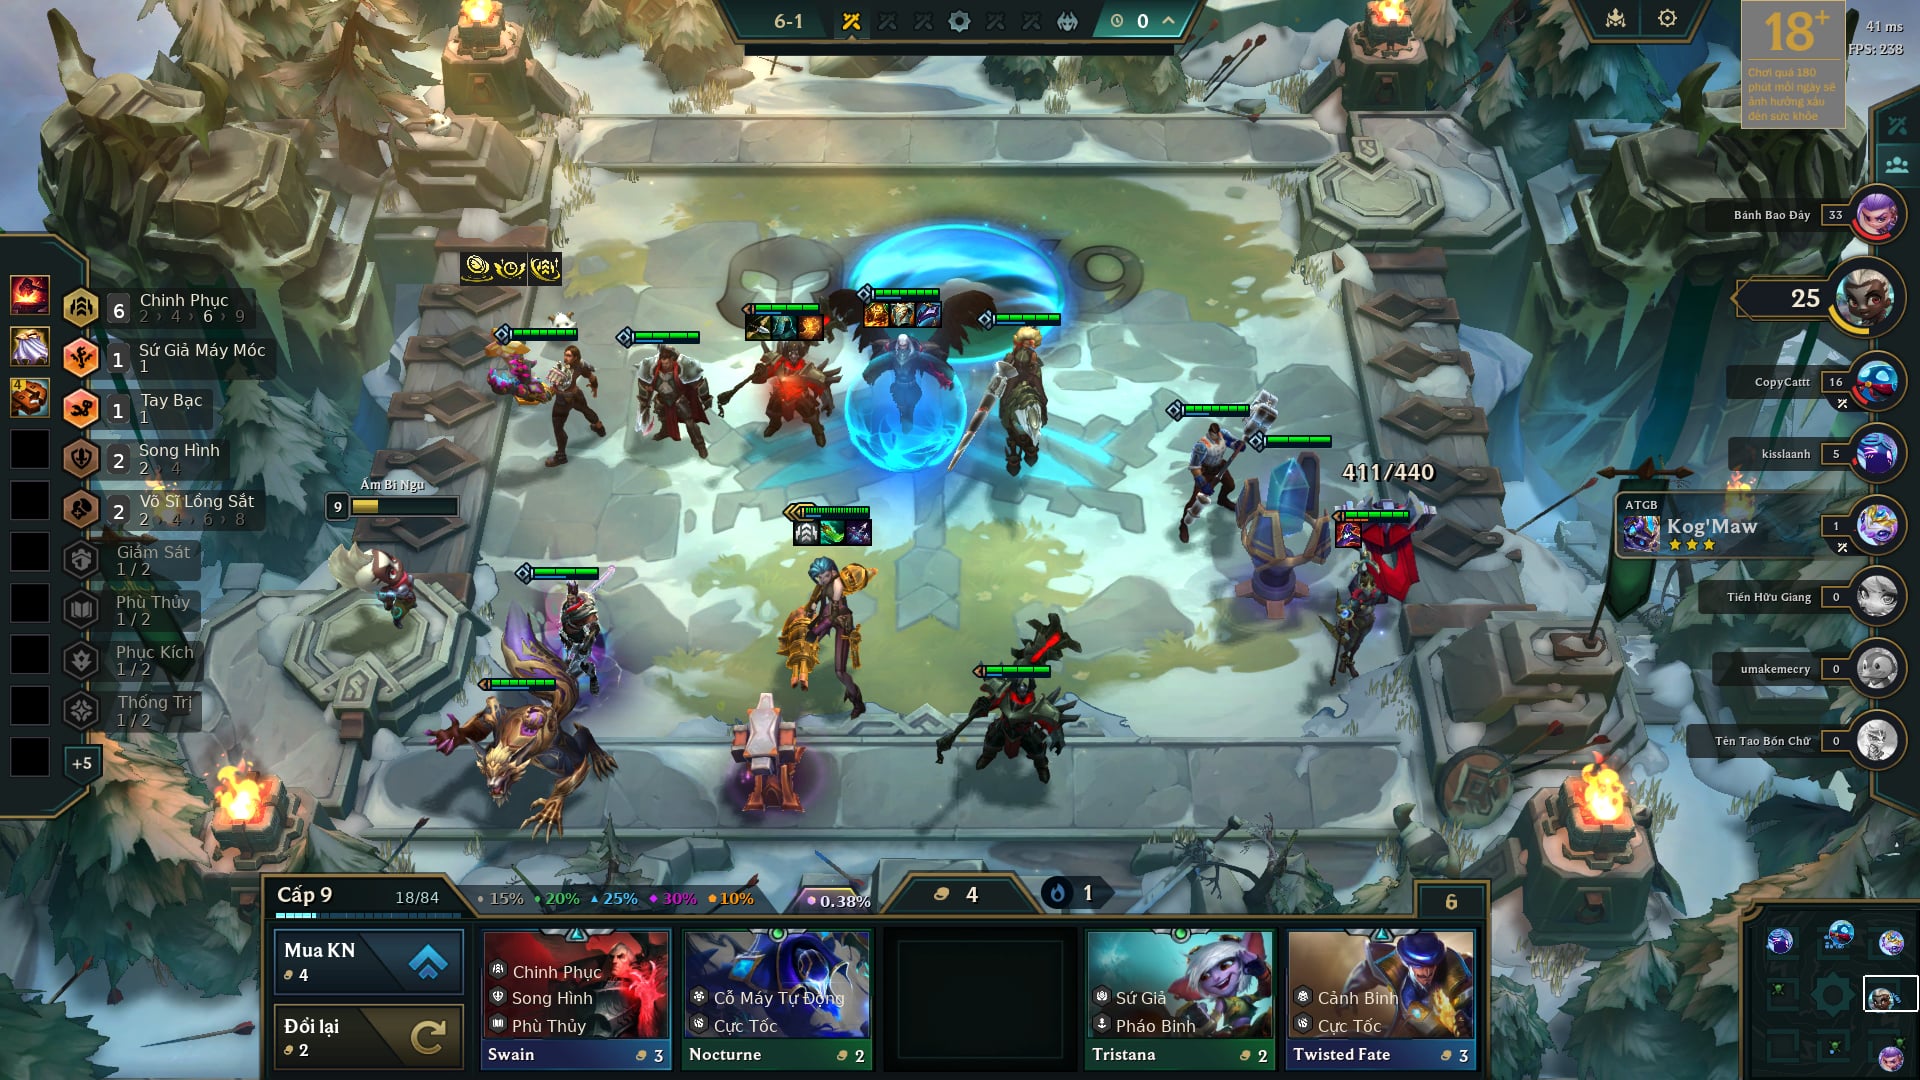 6-1
0
18+
Chơi quá 180
phút mỗi ngày sẽ
ảnh hưởng xấu
đến sức khỏe
41 ms
FPS: 238
Bánh Bao Đây 33
25
CopyCattt 16
kisslaanh 5
ATGB
Kog'Maw
1
Tiến Hữu Giang 0
umakemecry 0
Tên Tao Bốn Chữ 0
6 Chinh Phục
2 › 4 › 6 › 9
1 Sứ Giả Máy Móc
1
1 Tay Bạc
1
2 Song Hình
2 › 4
2 Võ Sĩ Lồng Sắt
2 › 4 › 6 › 8
Giảm Sát
1 / 2
Phù Thủy
1 / 2
Phục Kích
1 / 2
Thống Trị
1 / 2
+5
4
9
Ấm Bì Ngu
9
411/440
Cấp 9
18/84
15% 20% 25% 30% 10%
0.38%
4
1
6
Mua KN
4
Đổi lại
2
Chinh Phục
Song Hình
Phù Thủy
Swain 3
Cỗ Máy Tự Động
Cực Tốc
Nocturne 2
Sứ Giả
Pháo Binh
Tristana 2
Cảnh Binh
Cực Tốc
Twisted Fate 3